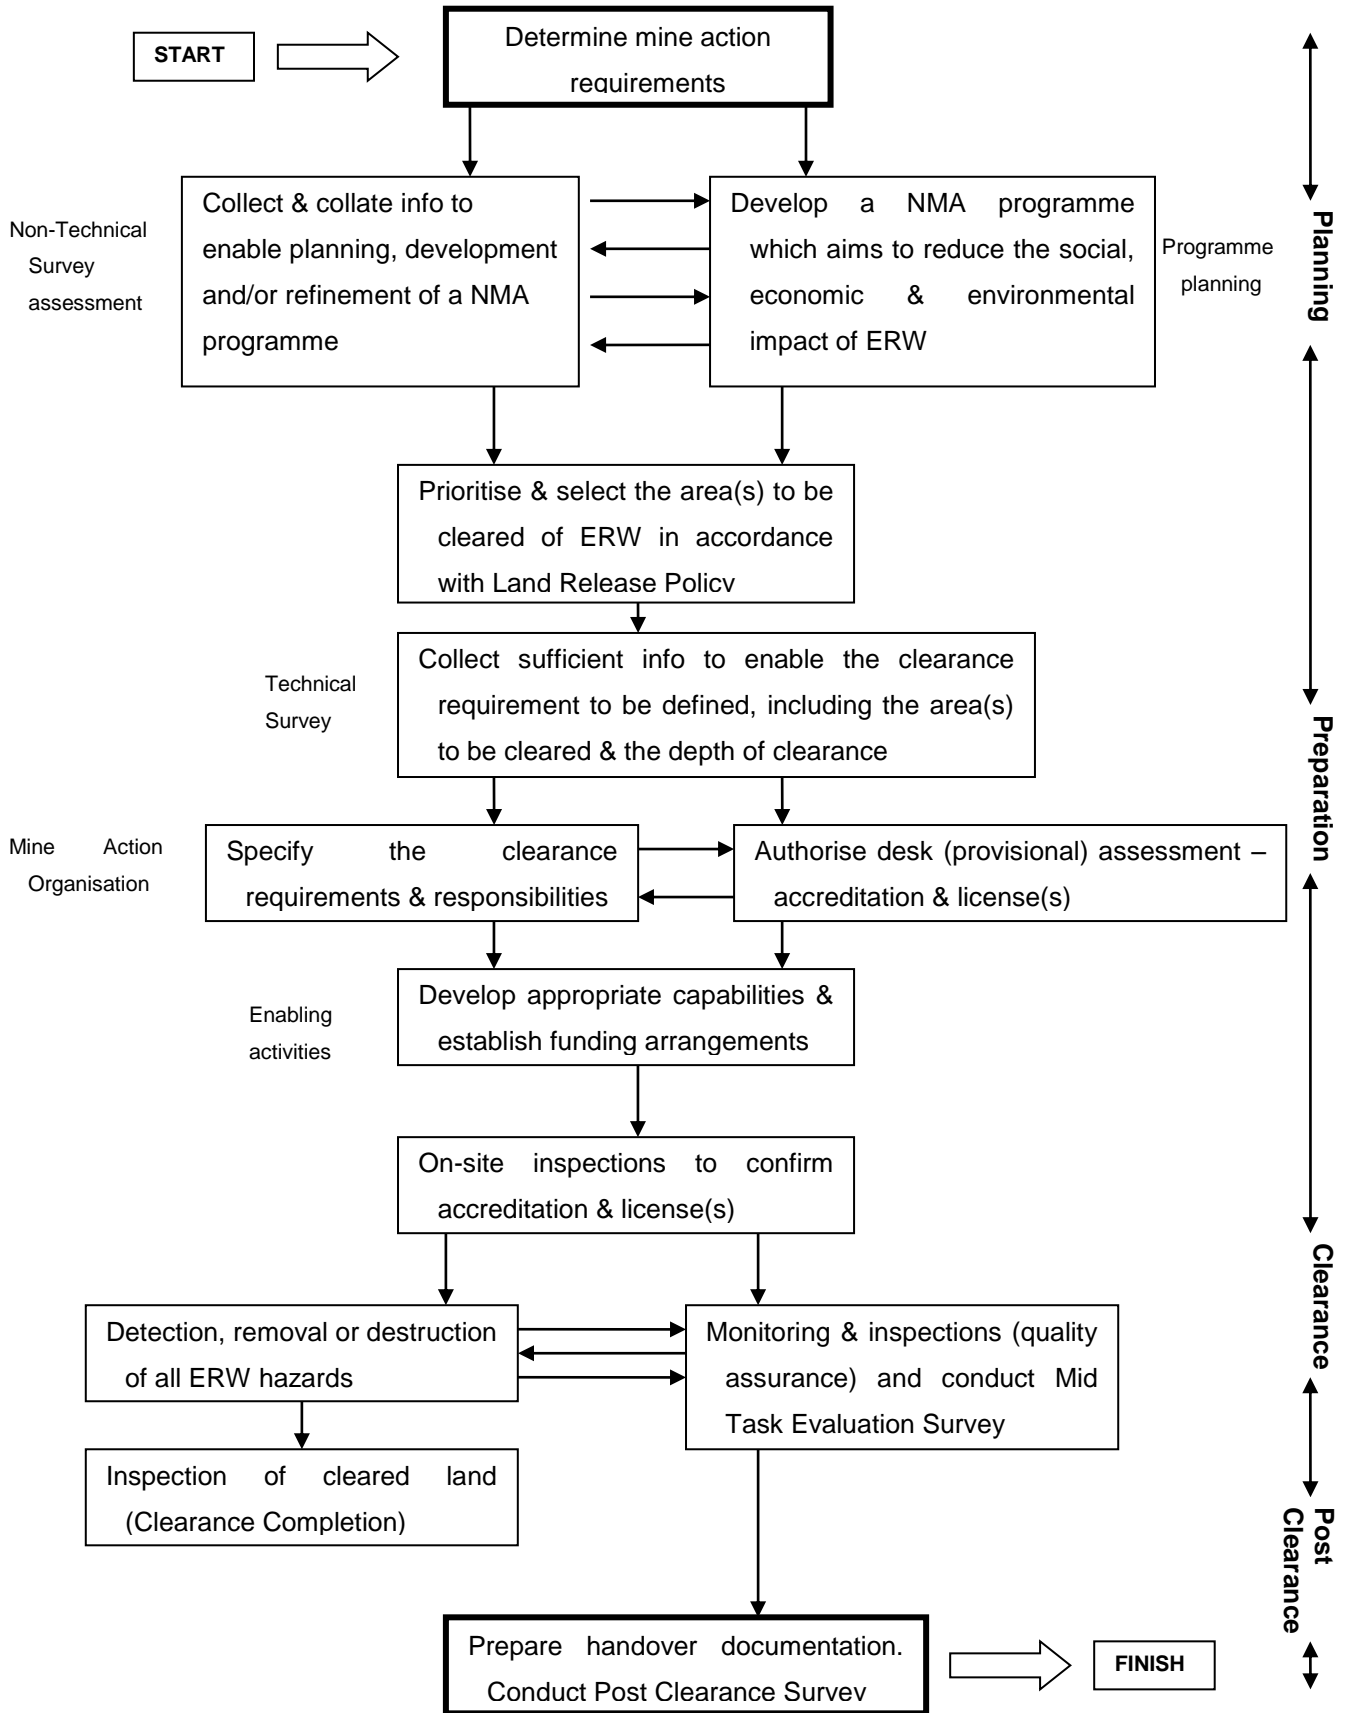 START
Determine mine action
requirements
Non-Technical
Survey
assessment
Collect & collate info to
enable planning, development
and/or refinement of a NMA
programme
Develop a NMA programme
which aims to reduce the social,
economic & environmental
impact of ERW
Programme
planning
Planning
Prioritise & select the area(s) to be
cleared of ERW in accordance
with Land Release Policy
Technical
Survey
Collect sufficient info to enable the clearance
requirement to be defined, including the area(s)
to be cleared & the depth of clearance
Preparation
Mine Action
Organisation
Specify the clearance
requirements & responsibilities
Authorise desk (provisional) assessment –
accreditation & license(s)
Enabling
activities
Develop appropriate capabilities &
establish funding arrangements
On-site inspections to confirm
accreditation & license(s)
Clearance
Detection, removal or destruction
of all ERW hazards
Monitoring & inspections (quality
assurance) and conduct Mid
Task Evaluation Survey
Inspection of cleared land
(Clearance Completion)
Post
Clearance
Prepare handover documentation.
Conduct Post Clearance Survey
FINISH